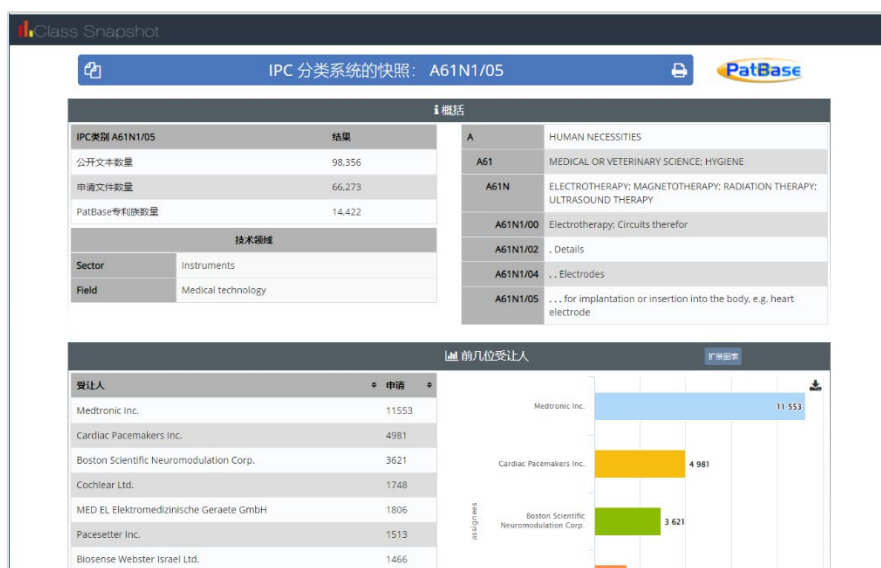 Class Snapshot
IPC 分类系统的快照： A61N1/05
PatBase
i 概括
IPC类别 A61N1/05 结果
公开文本数量 98,356
申请文件数量 66,273
PatBase专利族数量 14,422
技术领域
Sector Instruments
Field Medical technology
A HUMAN NECESSITIES
A61 MEDICAL OR VETERINARY SCIENCE; HYGIENE
A61N ELECTROTHERAPY; MAGNETOTHERAPY; RADIATION THERAPY;
ULTRASOUND THERAPY
A61N1/00 Electrotherapy; Circuits therefor
A61N1/02 . Details
A61N1/04 . . Electrodes
A61N1/05 . . . for implantation or insertion into the body, e.g. heart
electrode
前几位受让人
扩展图表
受让人 申请
Medtronic Inc. 11553
Cardiac Pacemakers Inc. 4981
Boston Scientific Neuromodulation Corp. 3621
Cochlear Ltd. 1748
MED EL Elektromedizinische Geraete GmbH 1806
Pacesetter Inc. 1513
Biosense Webster Israel Ltd. 1466
assignees
Medtronic Inc. 11 553
Cardiac Pacemakers Inc. 4 981
Boston Scientific
Neuromodulation Corp. 3 621